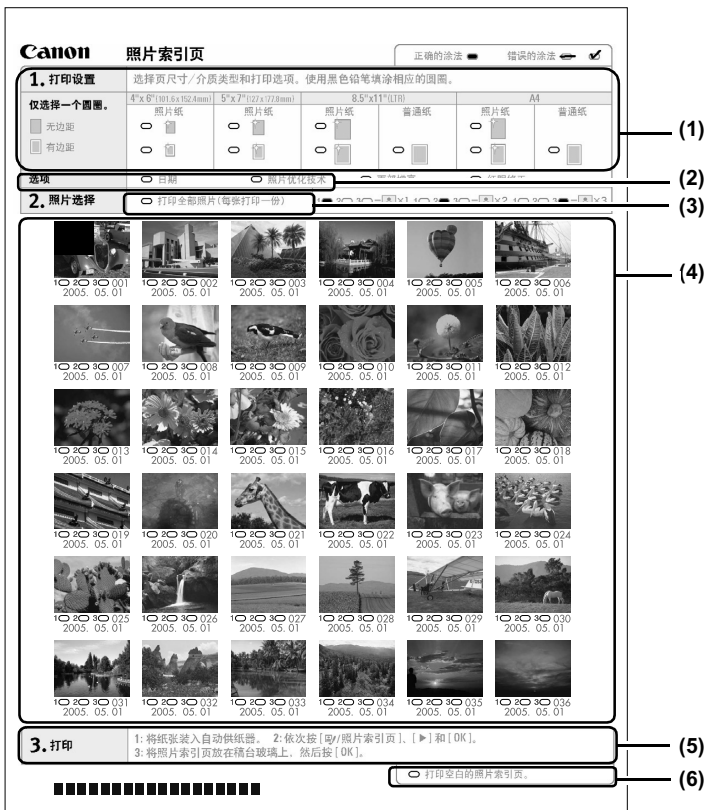 Canon 照片索引页 正确的涂法 错误的涂法
1. 打印设置 选择页尺寸/介质类型和打印选项。使用黑色铅笔填涂相应的圆圈。
仅选择一个圆圈。 4"x 6"(101.6x152.4mm) 5"x 7"(127x177.8mm) 8.5"x11"(LTR) A4
照片纸 照片纸 照片纸 普通纸 照片纸 普通纸
无边距
有边距
(1)
选项 日期 照片优化技术
(2)
2. 照片选择 打印全部照片(每张打印一份) 1 2 3 = X1 1 2 3 = X2 1 2 3 = X3
(3)
(4)
1 2 3 001 1 2 3 002 1 2 3 003 1 2 3 004 1 2 3 005 1 2 3 006
2005. 05. 01 2005. 05. 01 2005. 05. 01 2005. 05. 01 2005. 05. 01 2005. 05. 01
1 2 3 007 1 2 3 008 1 2 3 009 1 2 3 010 1 2 3 011 1 2 3 012
2005. 05. 01 2005. 05. 01 2005. 05. 01 2005. 05. 01 2005. 05. 01 2005. 05. 01
1 2 3 013 1 2 3 014 1 2 3 015 1 2 3 016 1 2 3 017 1 2 3 018
2005. 05. 01 2005. 05. 01 2005. 05. 01 2005. 05. 01 2005. 05. 01 2005. 05. 01
1 2 3 019 1 2 3 020 1 2 3 021 1 2 3 022 1 2 3 023 1 2 3 024
2005. 05. 01 2005. 05. 01 2005. 05. 01 2005. 05. 01 2005. 05. 01 2005. 05. 01
1 2 3 025 1 2 3 026 1 2 3 027 1 2 3 028 1 2 3 029 1 2 3 030
2005. 05. 01 2005. 05. 01 2005. 05. 01 2005. 05. 01 2005. 05. 01 2005. 05. 01
1 2 3 031 1 2 3 032 1 2 3 033 1 2 3 034 1 2 3 035 1 2 3 036
2005. 05. 01 2005. 05. 01 2005. 05. 01 2005. 05. 01 2005. 05. 01 2005. 05. 01
3. 打印 1: 将纸张装入自动供纸器。 2: 依次按[ /照片索引页]、[▶]和[OK]。
3: 将照片索引页放在稿台玻璃上，然后按[OK]。
(5)
打印空白的照片索引页。
(6)